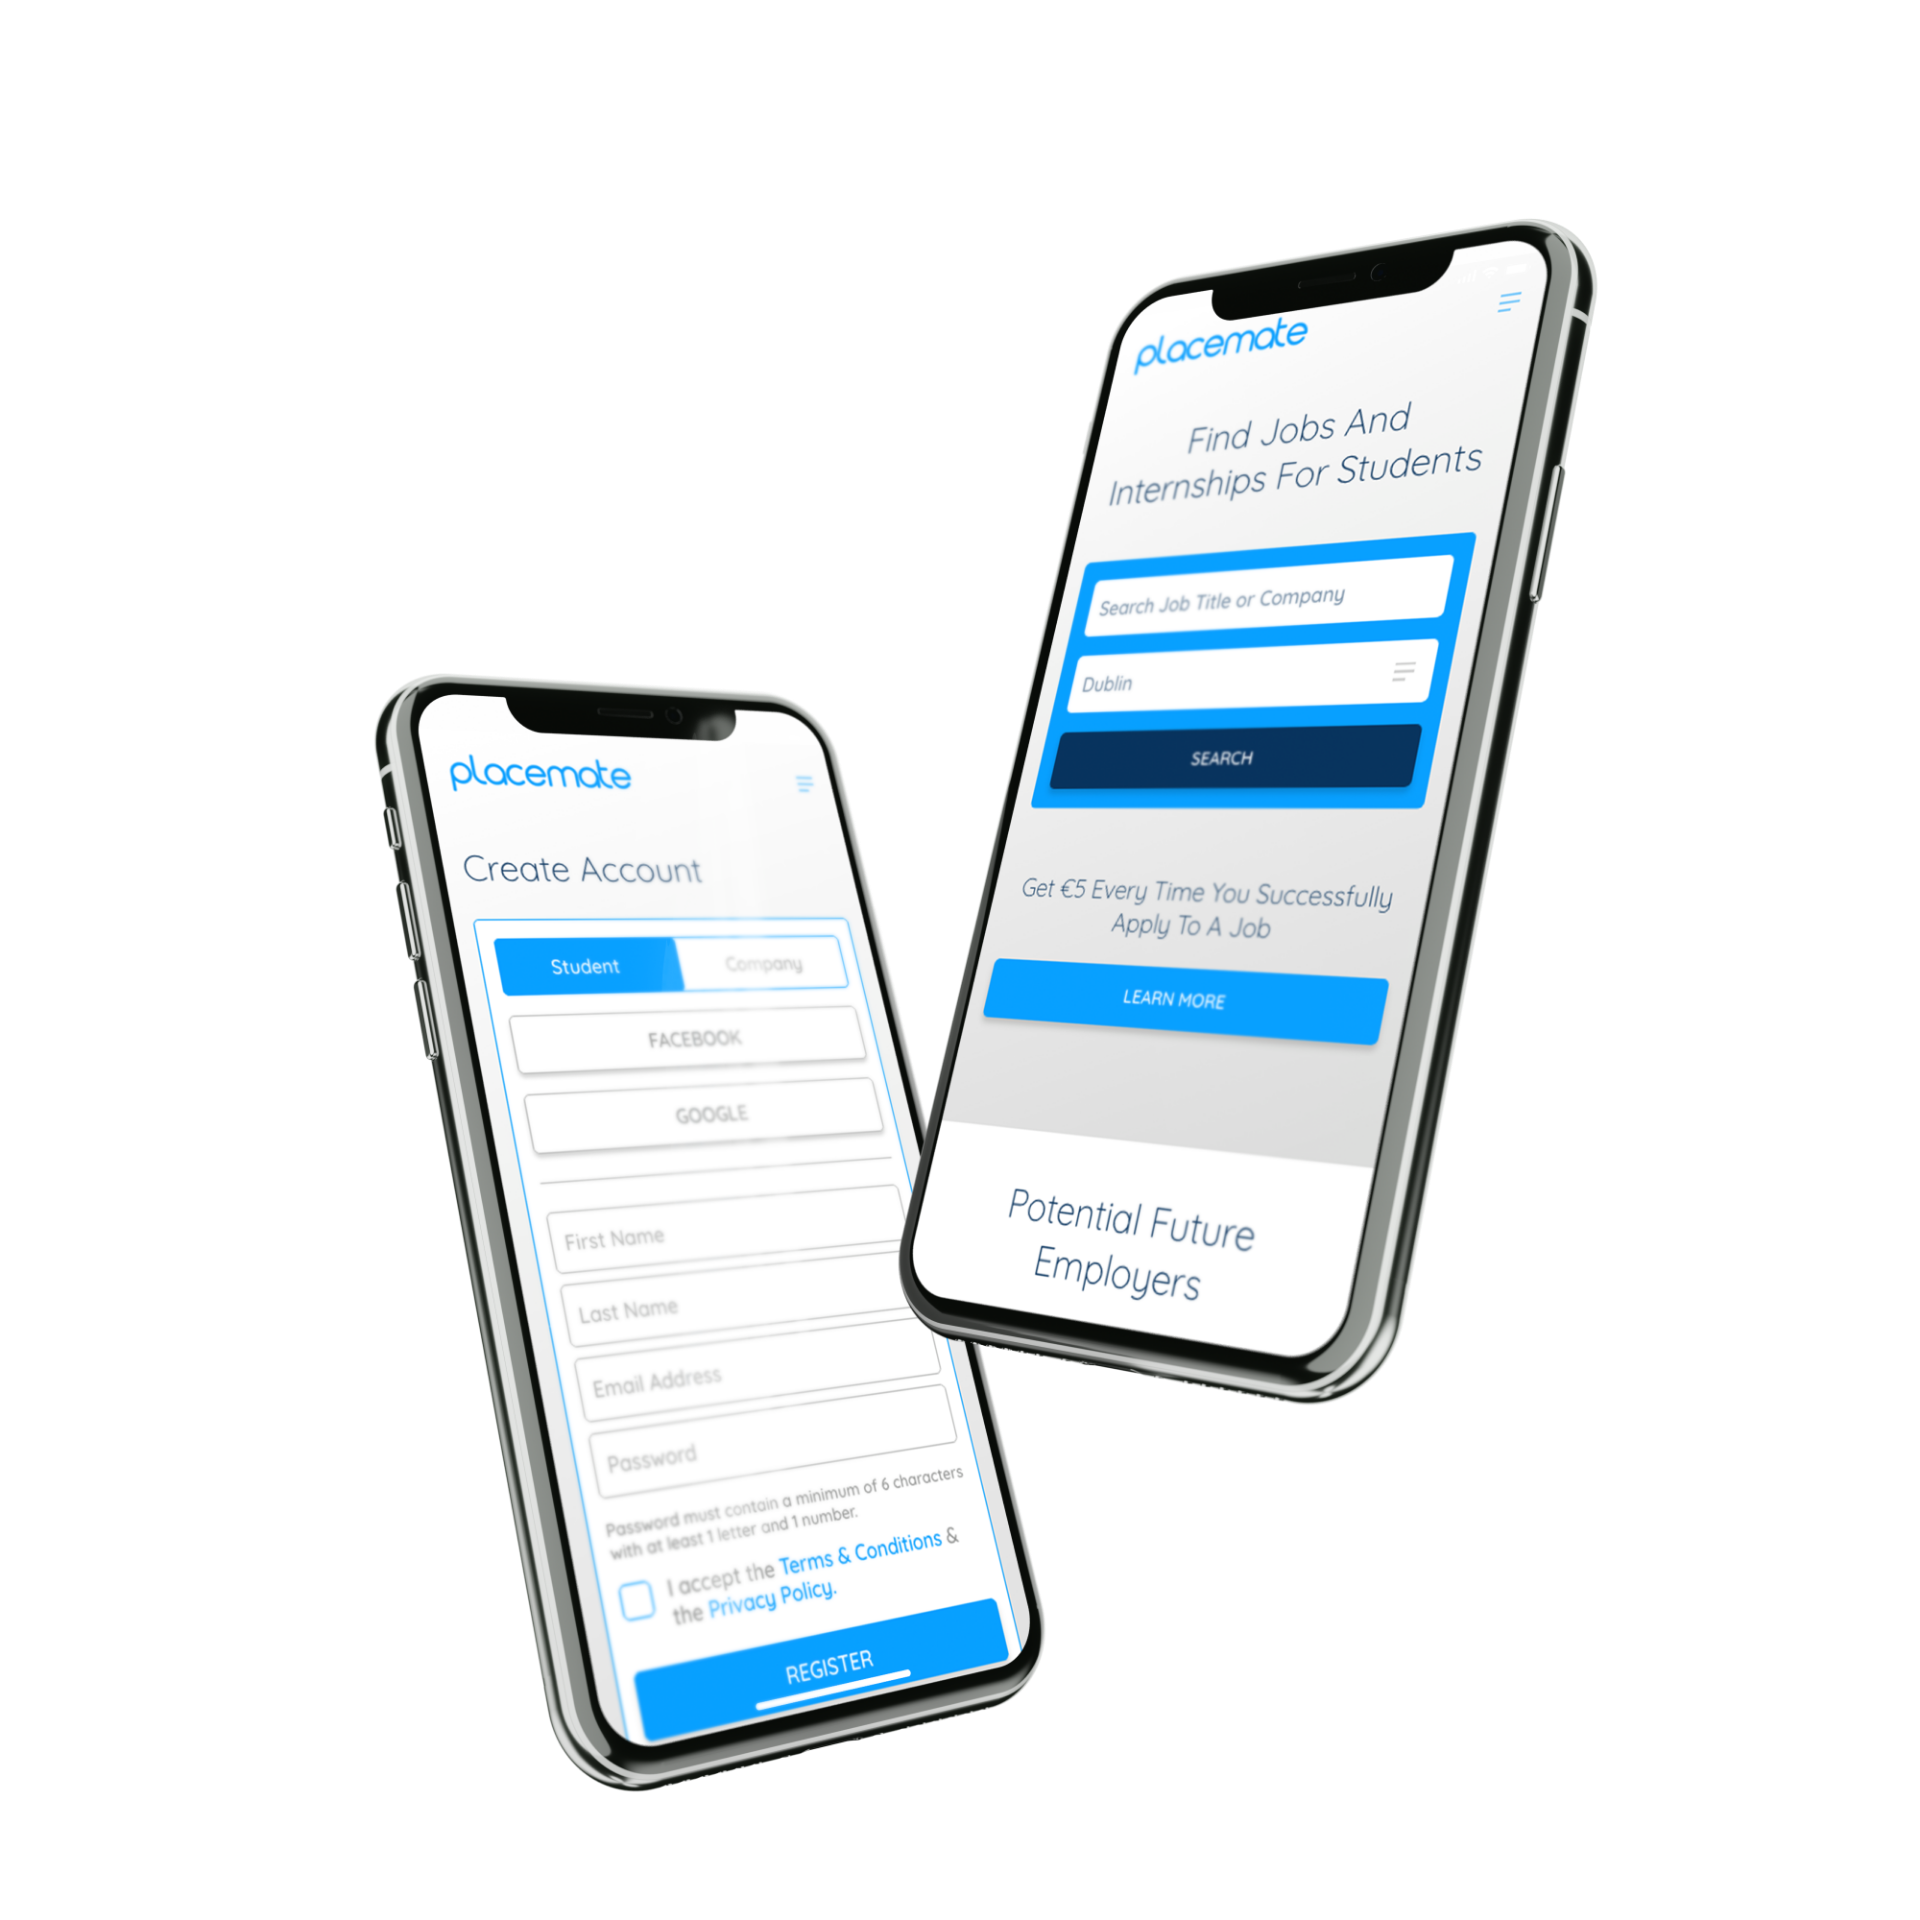 placemate
Create Account
Student
Company
FACEBOOK
GOOGLE
First Name
Last Name
Email Address
Password
Password must contain a minimum of 6 characters
with at least 1 letter and 1 number.
I accept the Terms & Conditions &
the Privacy Policy.
REGISTER
placemate
Find Jobs And
Internships For Students
Search Job Title or Company
Dublin
SEARCH
Get €5 Every Time You Successfully
Apply To A Job
LEARN MORE
Potential Future
Employers